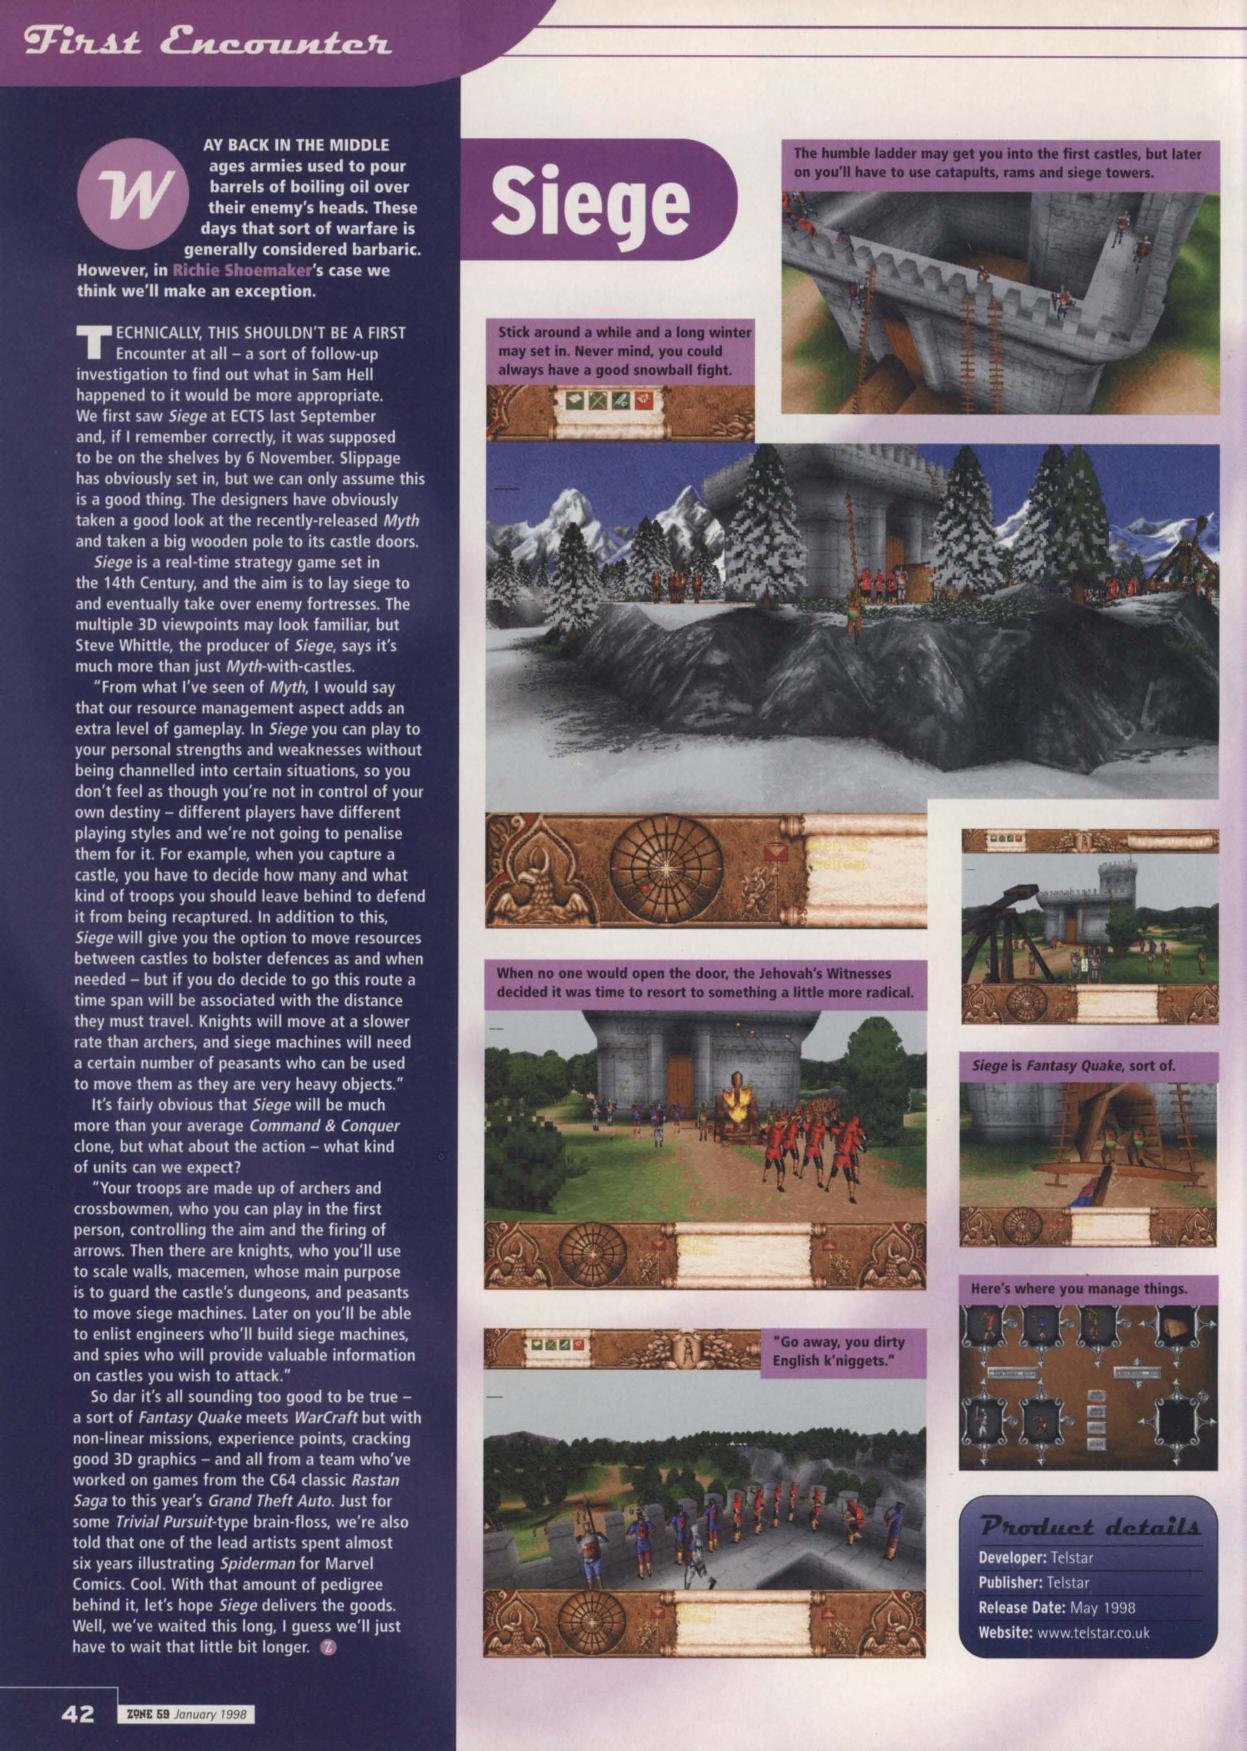 First Encounter
WAY BACK IN THE MIDDLE
ages armies used to pour
barrels of boiling oil over
their enemy's heads. These
days that sort of warfare is
generally considered barbaric.
However, in Richie Shoemaker's case we
think we'll make an exception.
TECHNICALLY, THIS SHOULDN'T BE A FIRST
Encounter at all – a sort of follow-up
investigation to find out what in Sam Hell
happened to it would be more appropriate.
We first saw Siege at ECTS last September
and, if I remember correctly, it was supposed
to be on the shelves by 6 November. Slippage
has obviously set in, but we can only assume this
is a good thing. The designers have obviously
taken a good look at the recently-released Myth
and taken a big wooden pole to its castle doors.
Siege is a real-time strategy game set in
the 14th Century, and the aim is to lay siege to
and eventually take over enemy fortresses. The
multiple 3D viewpoints may look familiar, but
Steve Whittle, the producer of Siege, says it's
much more than just Myth-with-castles.
"From what I've seen of Myth, I would say
that our resource management aspect adds an
extra level of gameplay. In Siege you can play to
your personal strengths and weaknesses without
being channelled into certain situations, so you
don't feel as though you're not in control of your
own destiny – different players have different
playing styles and we're not going to penalise
them for it. For example, when you capture a
castle, you have to decide how many and what
kind of troops you should leave behind to defend
it from being recaptured. In addition to this,
Siege will give you the option to move resources
between castles to bolster defences as and when
needed – but if you do decide to go this route a
time span will be associated with the distance
they must travel. Knights will move at a slower
rate than archers, and siege machines will need
a certain number of peasants who can be used
to move them as they are very heavy objects."
It's fairly obvious that Siege will be much
more than your average Command & Conquer
clone, but what about the action – what kind
of units can we expect?
"Your troops are made up of archers and
crossbowmen, who you can play in the first
person, controlling the aim and the firing of
arrows. Then there are knights, who you'll use
to scale walls, macemen, whose main purpose
is to guard the castle's dungeons, and peasants
to move siege machines. Later on you'll be able
to enlist engineers who'll build siege machines,
and spies who will provide valuable information
on castles you wish to attack."
So dar it's all sounding too good to be true –
a sort of Fantasy Quake meets WarCraft but with
non-linear missions, experience points, cracking
good 3D graphics – and all from a team who've
worked on games from the C64 classic Rastan
Saga to this year's Grand Theft Auto. Just for
some Trivial Pursuit-type brain-floss, we're also
told that one of the lead artists spent almost
six years illustrating Spiderman for Marvel
Comics. Cool. With that amount of pedigree
behind it, let's hope Siege delivers the goods.
Well, we've waited this long, I guess we'll just
have to wait that little bit longer. Z
Siege
The humble ladder may get you into the first castles, but later
on you'll have to use catapults, rams and siege towers.
Stick around a while and a long winter
may set in. Never mind, you could
always have a good snowball fight.
When no one would open the door, the Jehovah's Witnesses
decided it was time to resort to something a little more radical.
Siege is Fantasy Quake, sort of.
Here's where you manage things.
"Go away, you dirty
English k'niggets."
Product details
Developer: Telstar
Publisher: Telstar
Release Date: May 1998
Website: www.telstar.co.uk
42 ZONE 59 January 1998